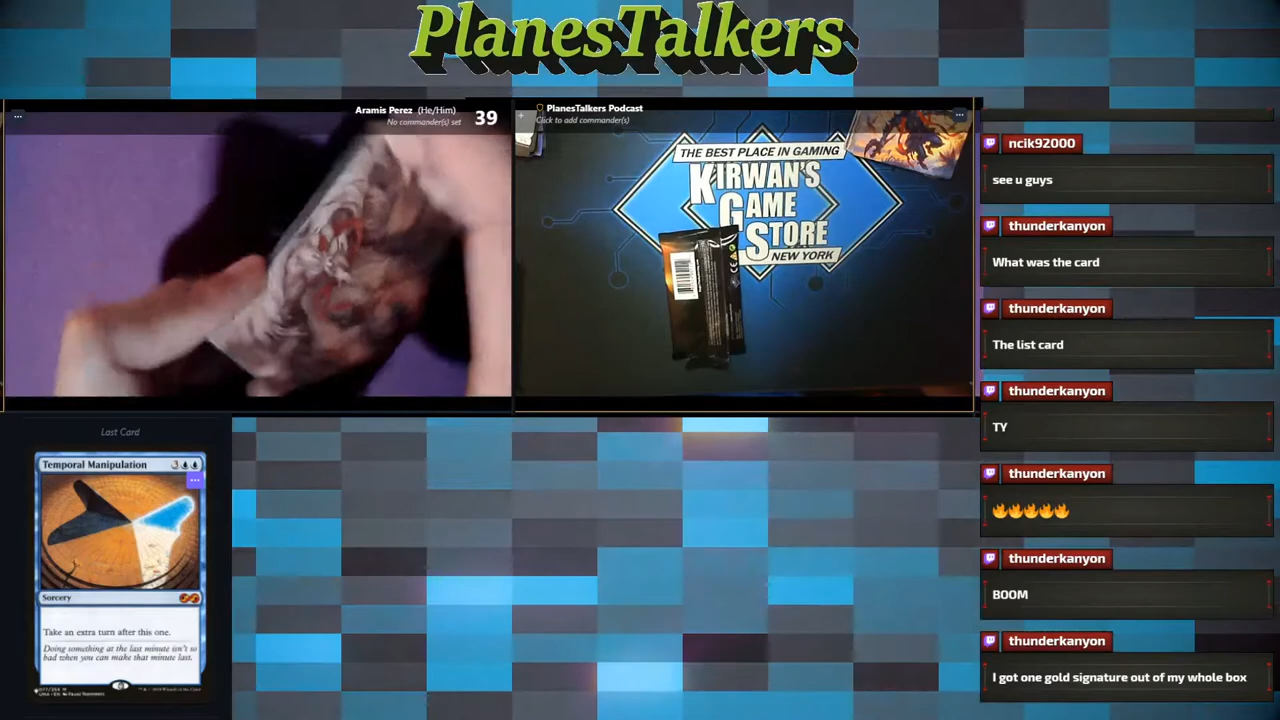 PlanesTalkers
Aramis Perez (He/Him)
No commander(s) set
39
PlanesTalkers Podcast
Click to add commander(s)
THE BEST PLACE IN GAMING
KIRWAN'S
GAME
STORE
NEW YORK
ncik92000
see u guys
thunderkanyon
What was the card
thunderkanyon
The list card
thunderkanyon
TY
thunderkanyon
🔥🔥🔥🔥🔥
thunderkanyon
BOOM
thunderkanyon
I got one gold signature out of my whole box
Last Card
Temporal Manipulation
3
Sorcery
Take an extra turn after this one.
Doing something at the last minute isn't so
bad when you can make that minute last.